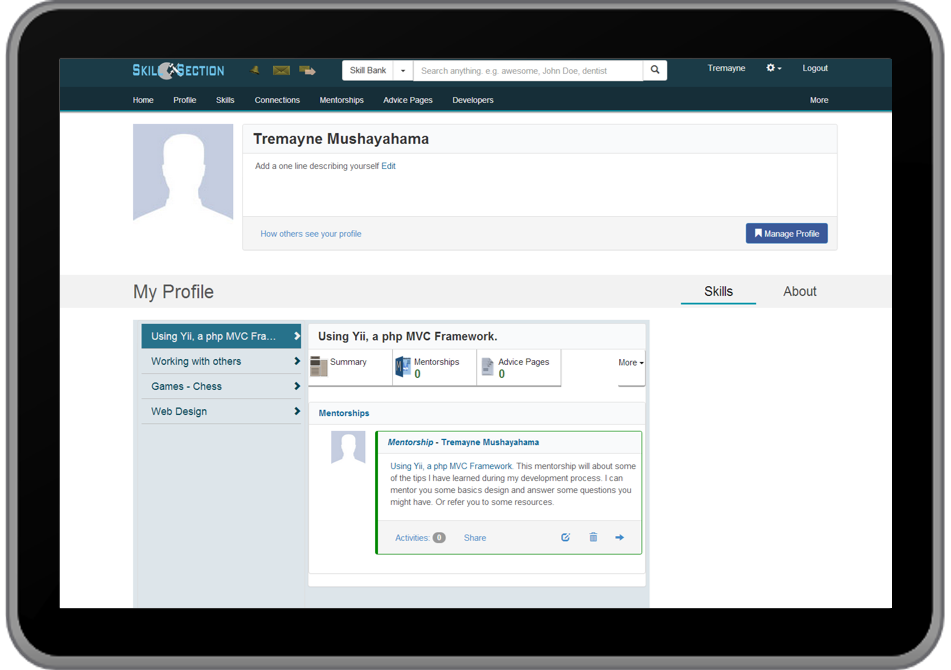 SKILL SECTION
Skill Bank
Search anything. e.g. awesome, John Doe, dentist
Tremayne
Logout
Home
Profile
Skills
Connections
Mentorships
Advice Pages
Developers
More
Tremayne Mushayahama
Add a one line describing yourself Edit
How others see your profile
Manage Profile
My Profile
Skills
About
Using Yii, a php MVC Fra...
Working with others
Games - Chess
Web Design
Using Yii, a php MVC Framework.
Summary
Mentorships
0
Advice Pages
0
More
Mentorships
Mentorship - Tremayne Mushayahama
Using Yii, a php MVC Framework. This mentorship will about some
of the tips I have learned during my development process. I can
mentor you some basics design and answer some questions you
might have. Or refer you to some resources.
Activities: 0
Share